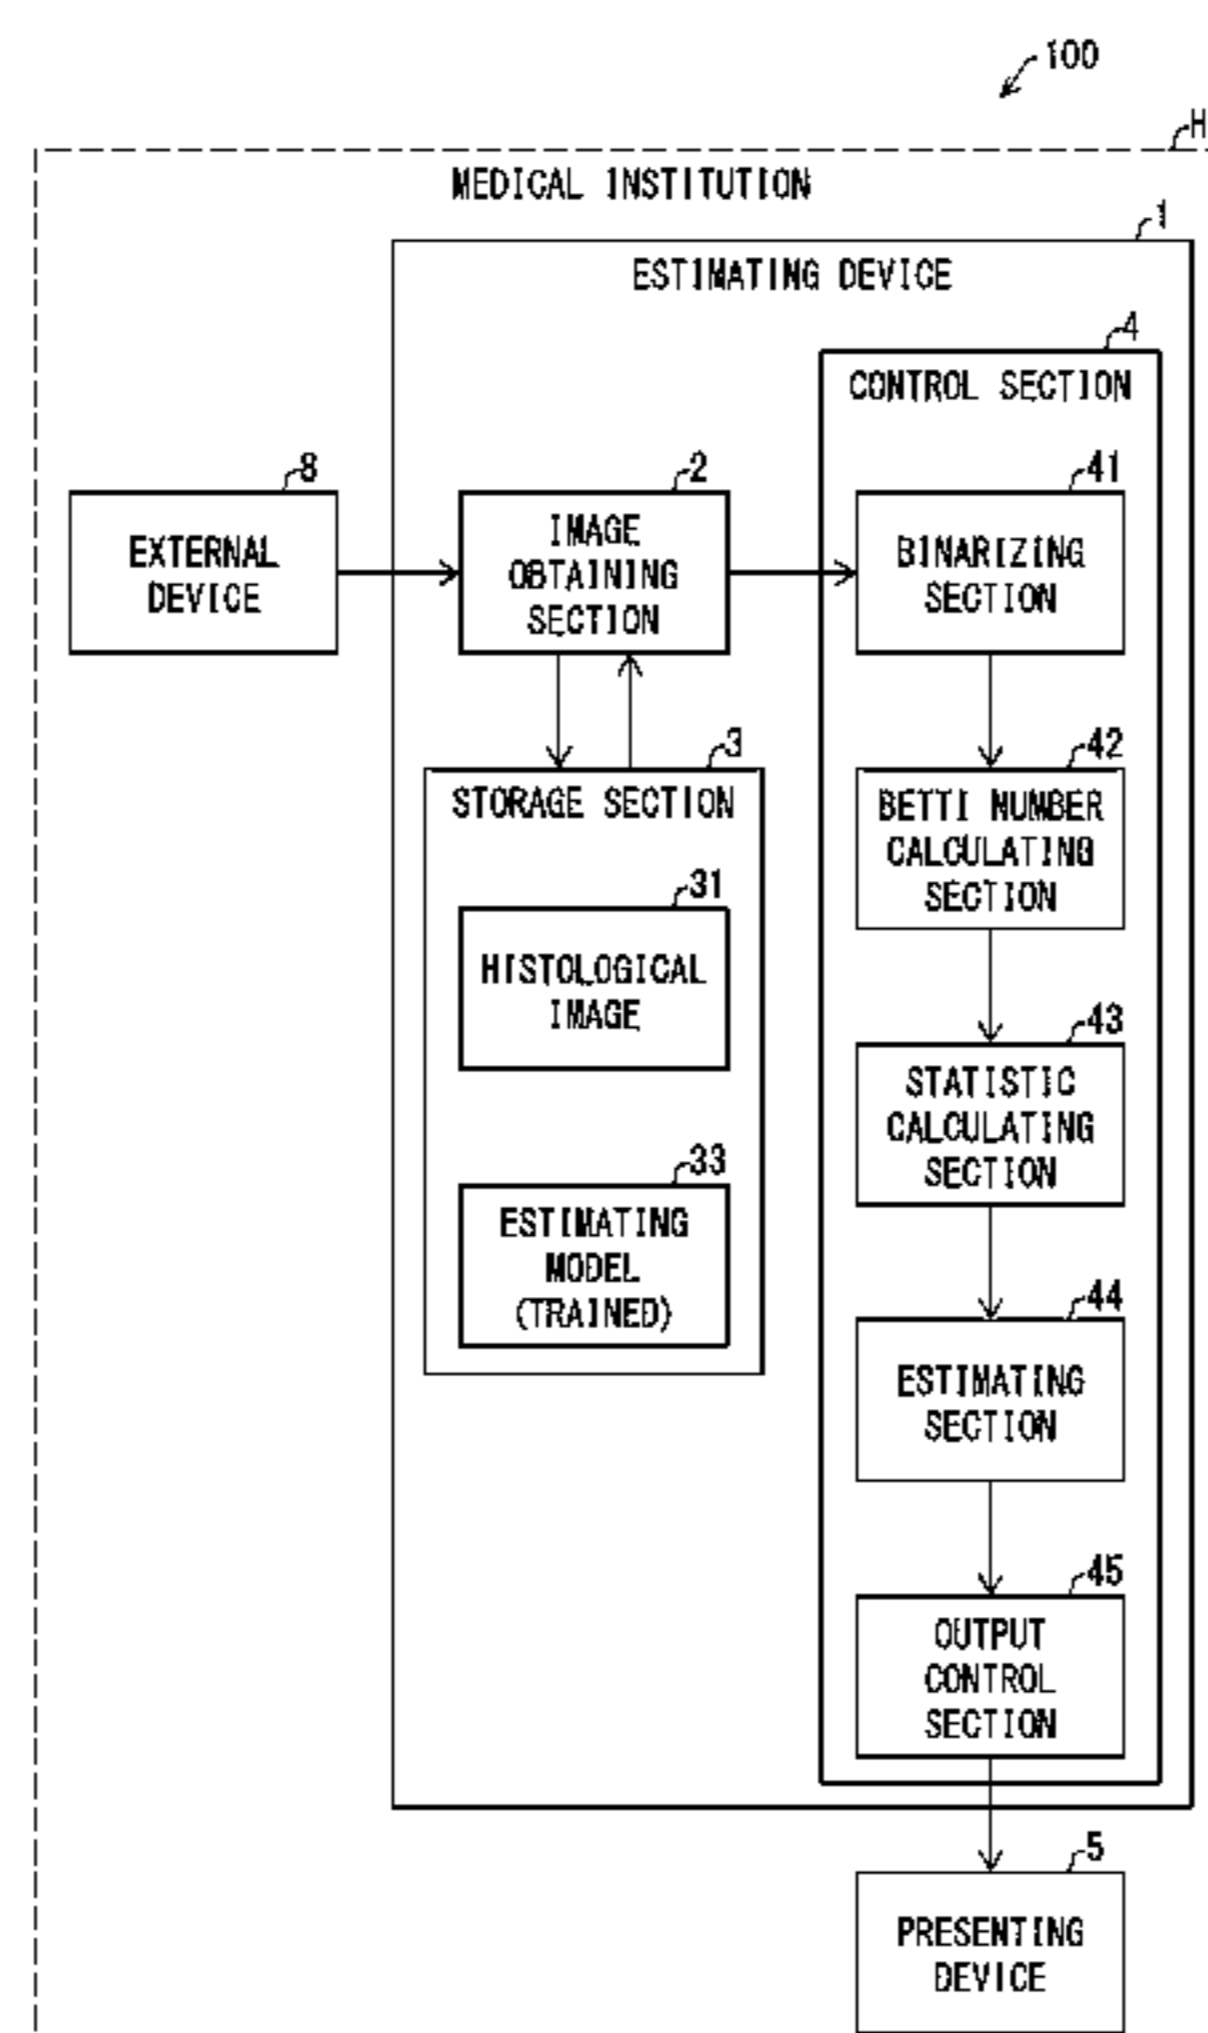 100
H
MEDICAL INSTITUTION
1
ESTIMATING DEVICE
4
CONTROL SECTION
8
EXTERNAL
DEVICE
2
IMAGE
OBTAINING
SECTION
41
BINARIZING
SECTION
3
STORAGE SECTION
42
BETTI NUMBER
CALCULATING
SECTION
31
HISTOLOGICAL
IMAGE
43
STATISTIC
CALCULATING
SECTION
33
ESTIMATING
MODEL
(TRAINED)
44
ESTIMATING
SECTION
45
OUTPUT
CONTROL
SECTION
5
PRESENTING
DEVICE